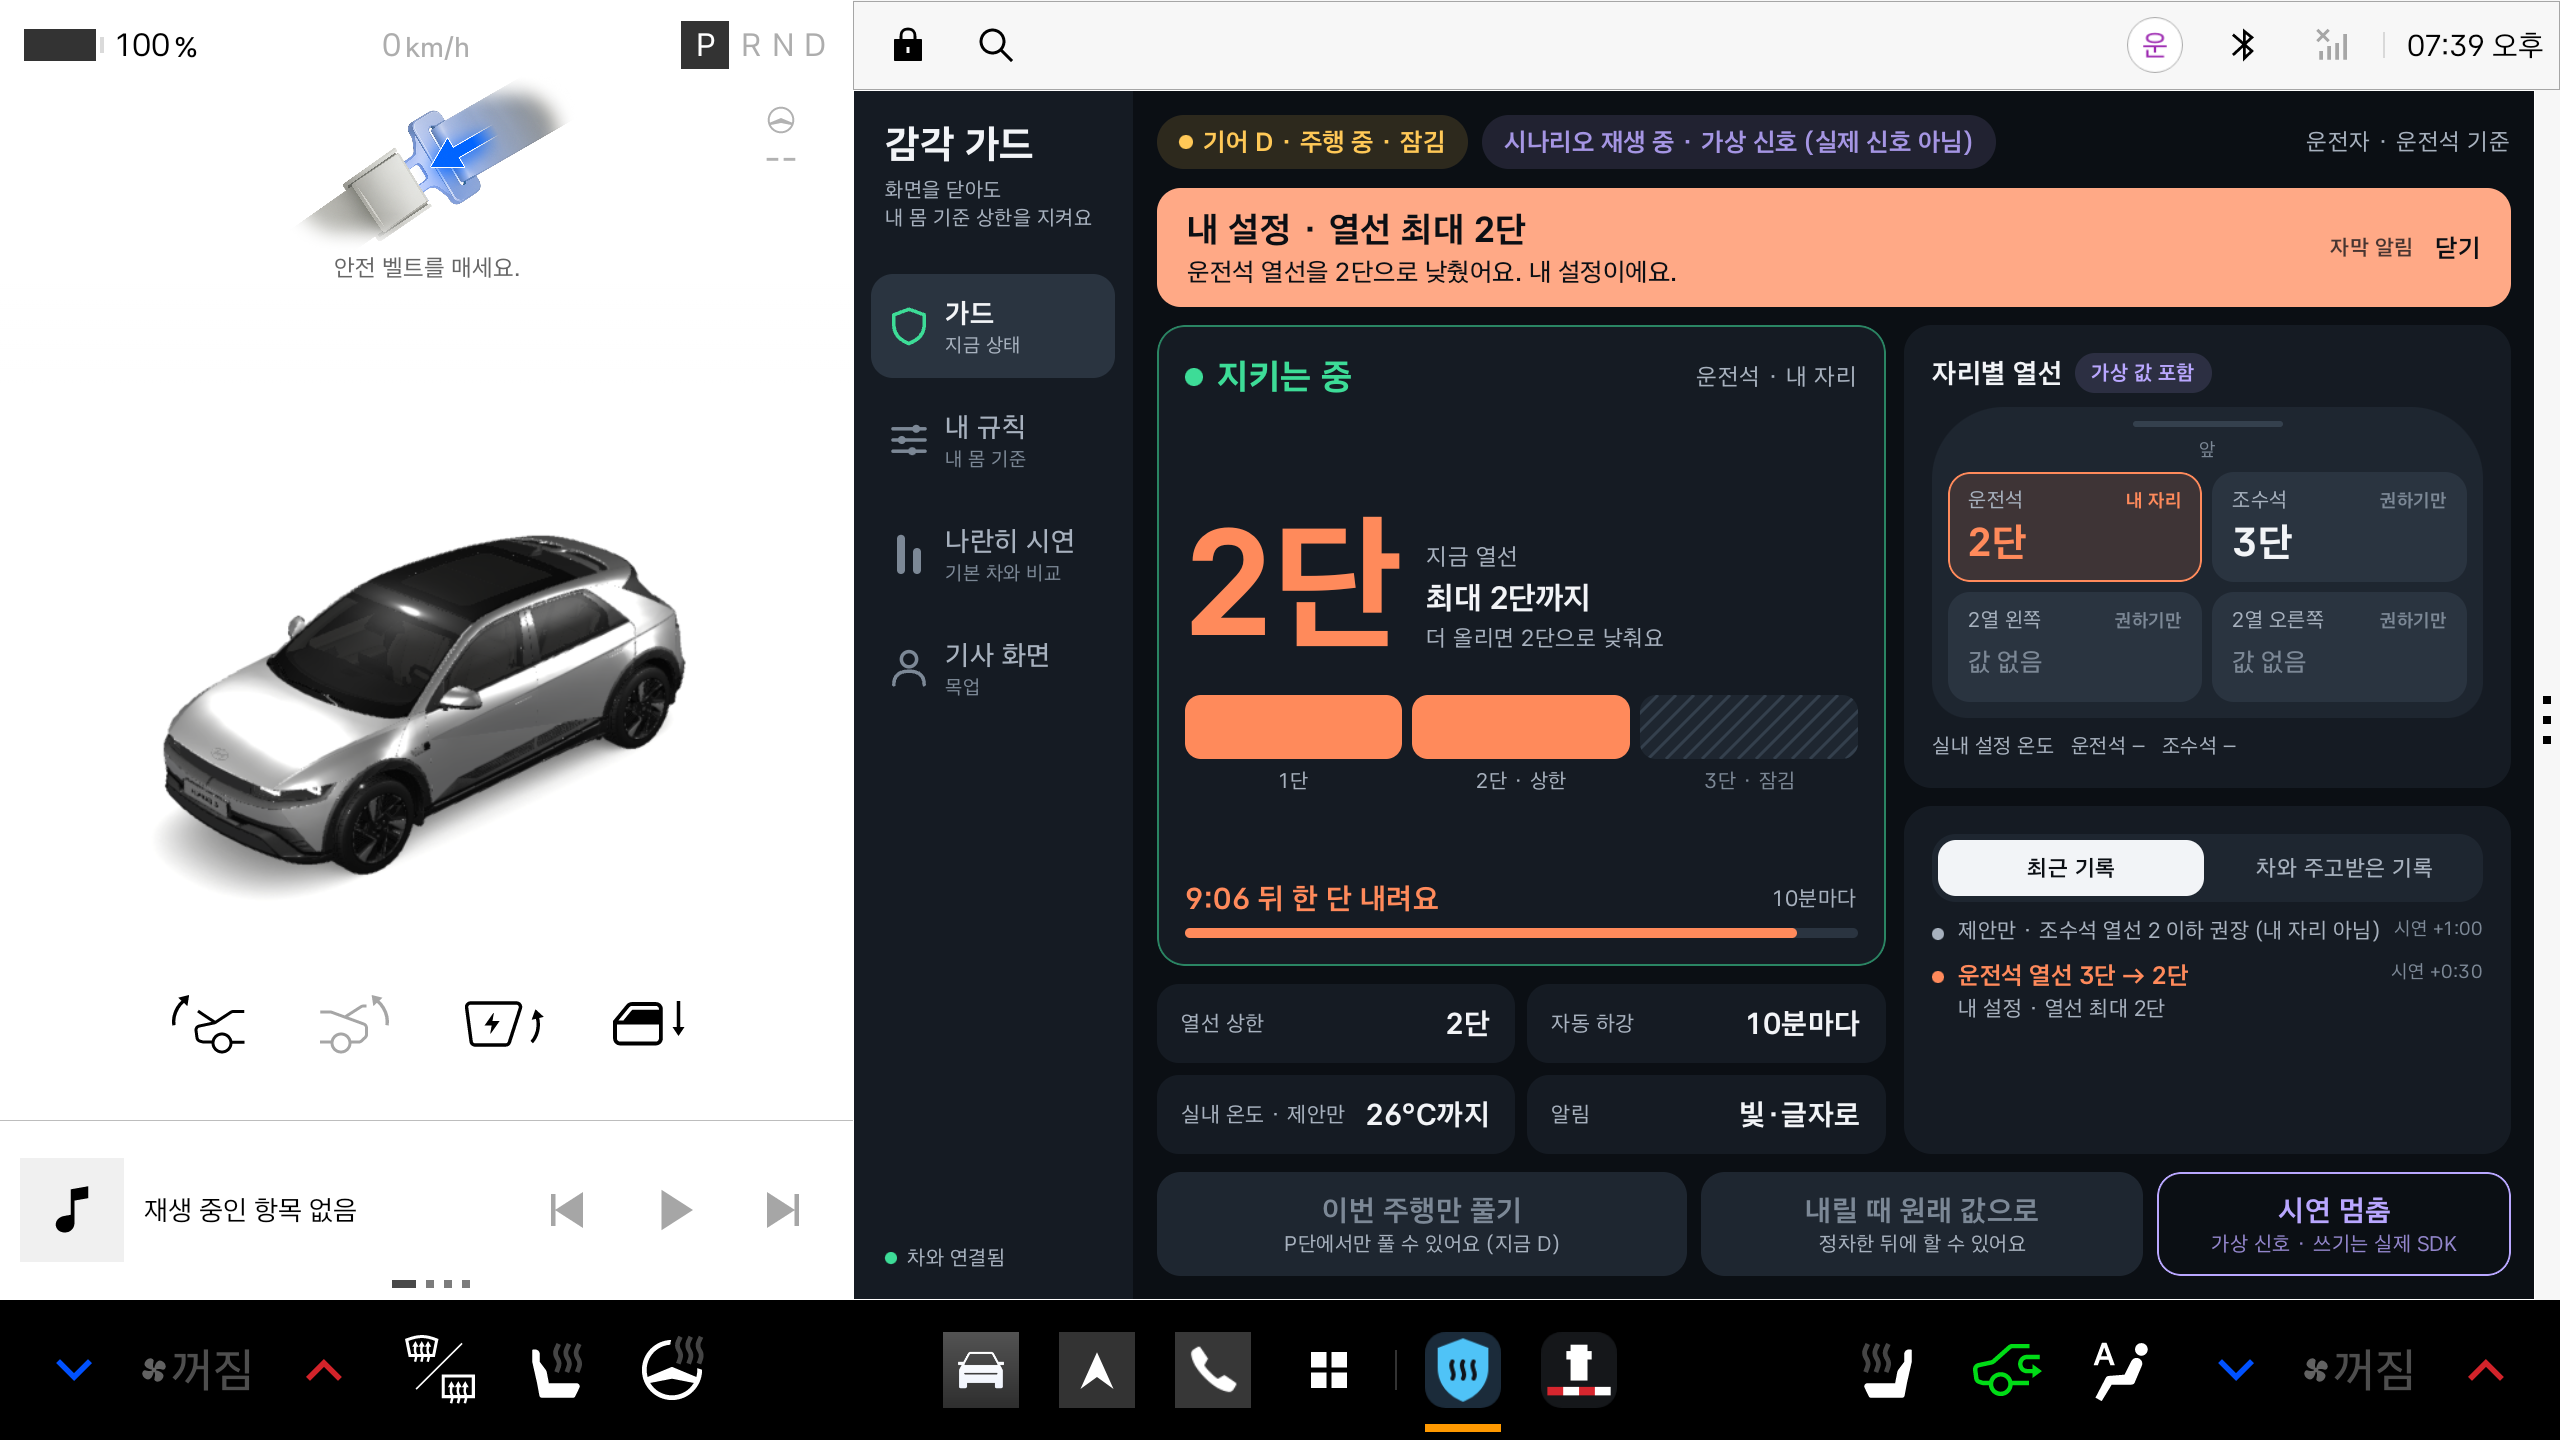 100 %
0 km/h
P R N D
운
07:39 오후
안전 벨트를 매세요.
재생 중인 항목 없음
감각 가드
화면을 닫아도
내 몸 기준 상한을 지켜요
가드
지금 상태
내 규칙
내 몸 기준
나란히 시연
기본 차와 비교
기사 화면
목업
차와 연결됨
기어 D · 주행 중 · 잠김
시나리오 재생 중 · 가상 신호 (실제 신호 아님)
운전자 · 운전석 기준
내 설정 · 열선 최대 2단
운전석 열선을 2단으로 낮췄어요. 내 설정이에요.
자막 알림
닫기
지키는 중
운전석 · 내 자리
2단
지금 열선
최대 2단까지
더 올리면 2단으로 낮춰요
1단
2단 · 상한
3단 · 잠김
9:06 뒤 한 단 내려요
10분마다
열선 상한
2단
자동 하강
10분마다
실내 온도 · 제안만
26°C까지
알림
빛·글자로
자리별 열선
가상 값 포함
앞
운전석
내 자리
2단
조수석
권하기만
3단
2열 왼쪽
권하기만
값 없음
2열 오른쪽
권하기만
값 없음
실내 설정 온도 운전석 – 조수석 –
최근 기록
차와 주고받은 기록
제안만 · 조수석 열선 2 이하 권장 (내 자리 아님)
시연 +1:00
운전석 열선 3단 → 2단
시연 +0:30
내 설정 · 열선 최대 2단
이번 주행만 풀기
P단에서만 풀 수 있어요 (지금 D)
내릴 때 원래 값으로
정차한 뒤에 할 수 있어요
시연 멈춤
가상 신호 · 쓰기는 실제 SDK
꺼짐
A
꺼짐